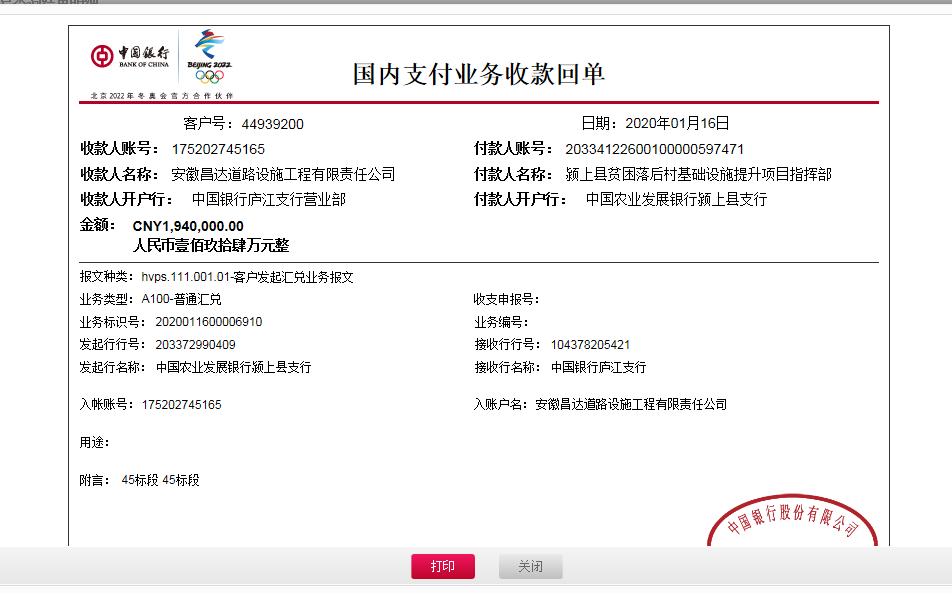 中国银行
BANK OF CHINA
BEIJING 2022
北京2022年冬奥会官方合作伙伴
国内支付业务收款回单
客户号：44939200 日期：2020年01月16日
收款人账号：175202745165 付款人账号：20334122600100000597471
收款人名称：安徽昌达道路设施工程有限责任公司 付款人名称：颍上县贫困落后村基础设施提升项目指挥部
收款人开户行：中国银行庐江支行营业部 付款人开户行：中国农业发展银行颍上县支行
金额：CNY1,940,000.00
人民币壹佰玖拾肆万元整
报文种类：hvps.111.001.01-客户发起汇兑业务报文
业务类型：A100-普通汇兑 收支申报号：
业务标识号：2020011600006910 业务编号：
发起行行号：203372990409 接收行行号：104378205421
发起行名称：中国农业发展银行颍上县支行 接收行名称：中国银行庐江支行
入帐账号：175202745165 入账户名：安徽昌达道路设施工程有限责任公司
用途：
附言：45标段 45标段
中国银行股份有限公司
打印 关闭